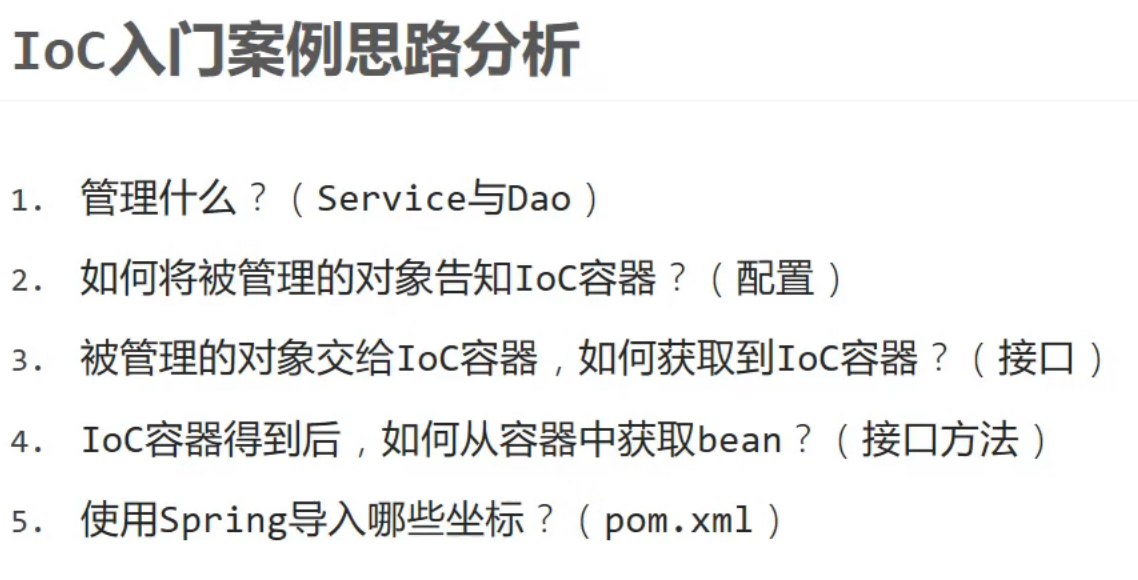 IoC入门案例思路分析
1. 管理什么？（Service与Dao）
2. 如何将被管理的对象告知IoC容器？（配置）
3. 被管理的对象交给IoC容器，如何获取到IoC容器？（接口）
4. IoC容器得到后，如何从容器中获取bean？（接口方法）
5. 使用Spring导入哪些坐标？（pom.xml）